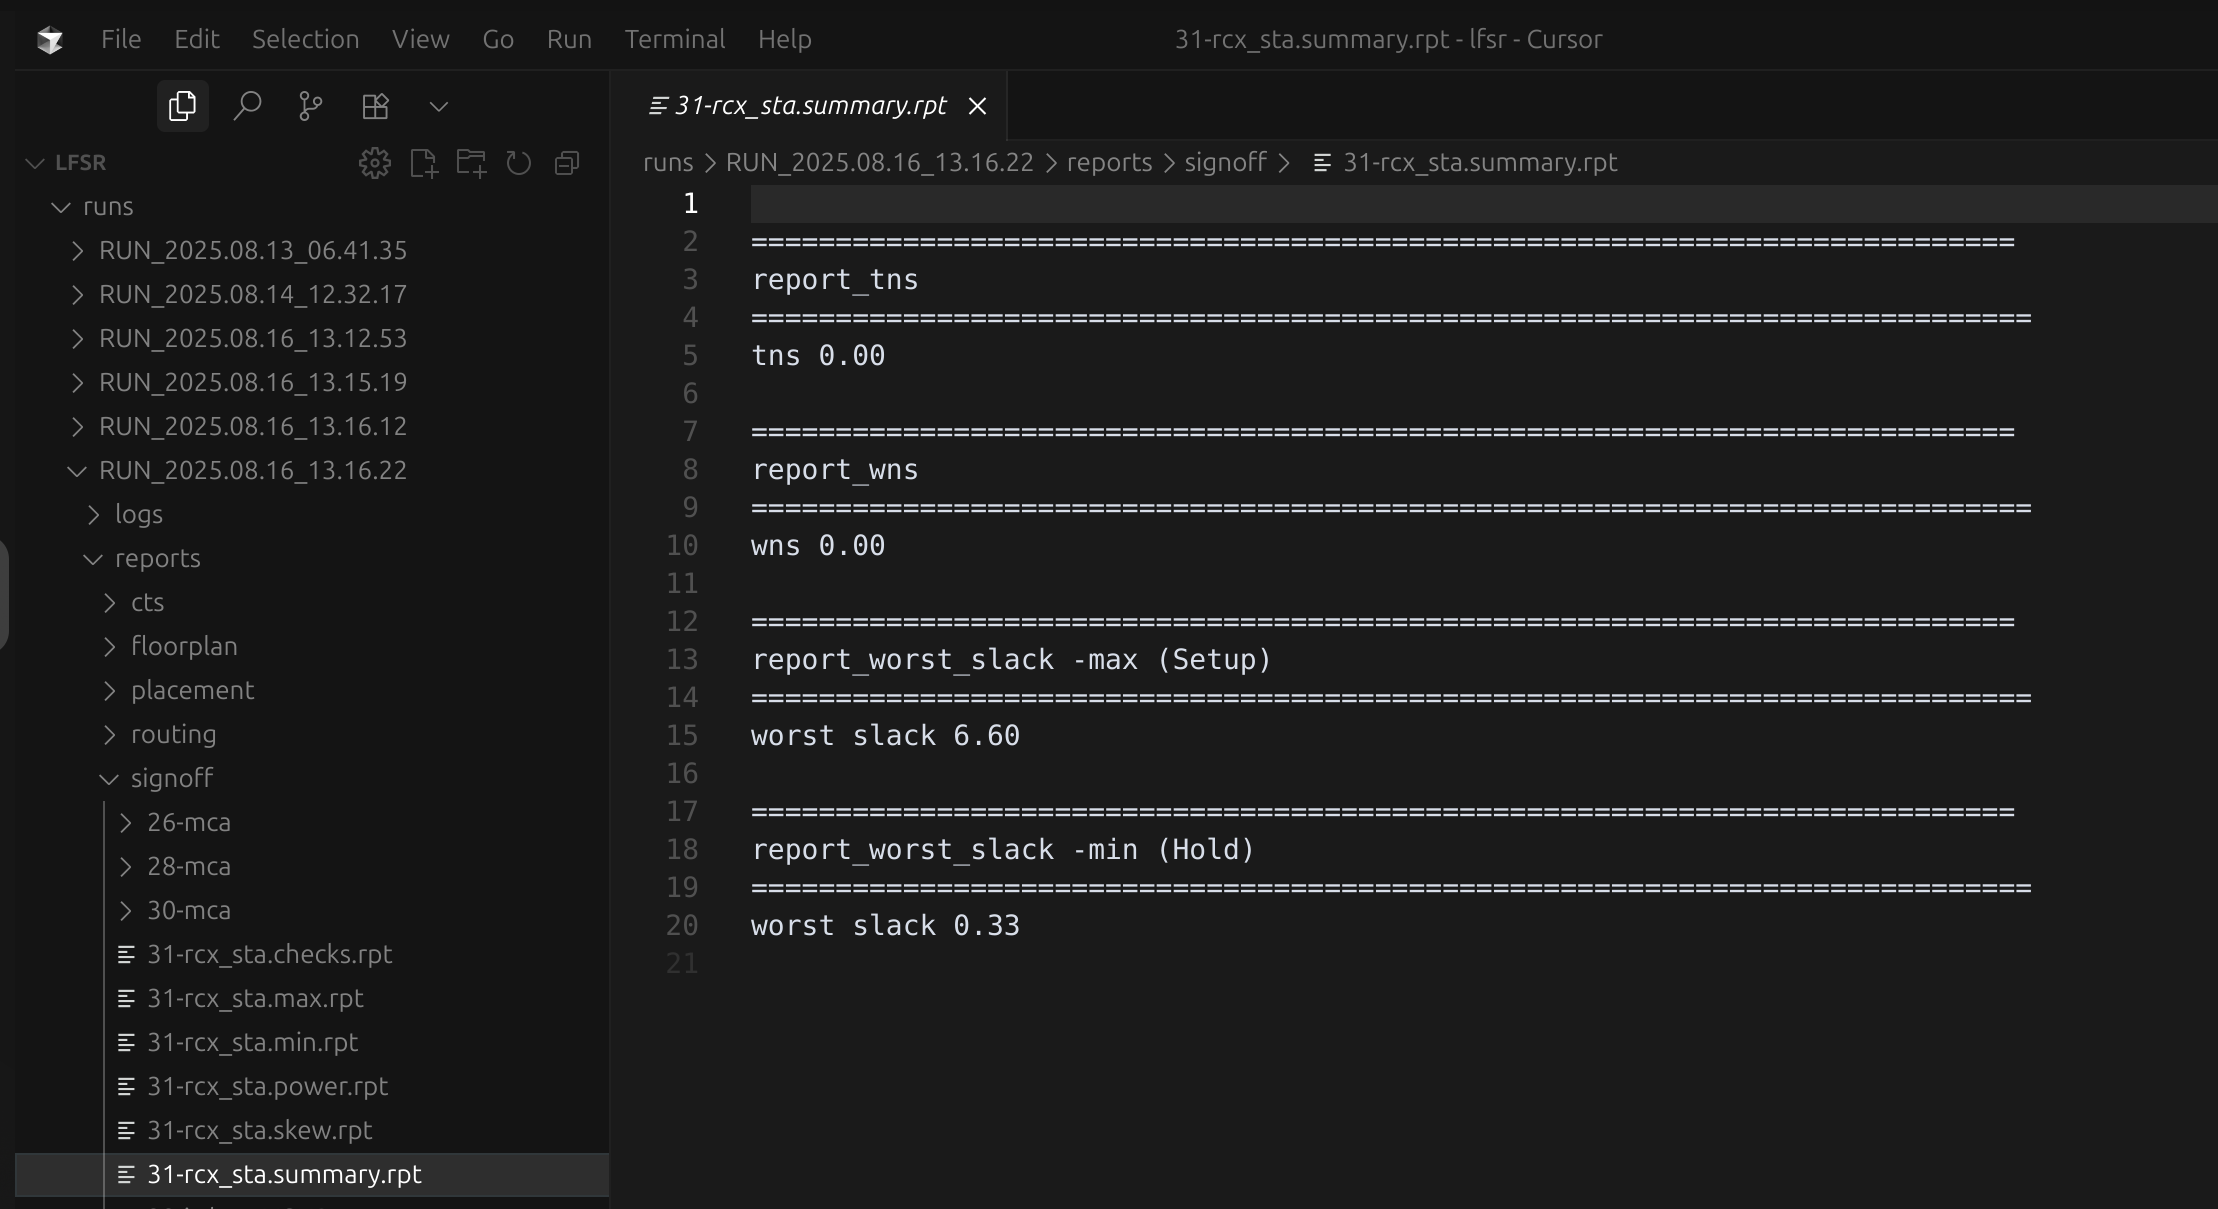 File Edit Selection View Go Run Terminal Help
31-rcx_sta.summary.rpt - lfsr - Cursor
LFSR
runs
RUN_2025.08.13_06.41.35
RUN_2025.08.14_12.32.17
RUN_2025.08.16_13.12.53
RUN_2025.08.16_13.15.19
RUN_2025.08.16_13.16.12
RUN_2025.08.16_13.16.22
logs
reports
cts
floorplan
placement
routing
signoff
26-mca
28-mca
30-mca
31-rcx_sta.checks.rpt
31-rcx_sta.max.rpt
31-rcx_sta.min.rpt
31-rcx_sta.power.rpt
31-rcx_sta.skew.rpt
31-rcx_sta.summary.rpt
31-rcx_sta.summary.rpt
runs > RUN_2025.08.16_13.16.22 > reports > signoff > 31-rcx_sta.summary.rpt
1
2 ===========================================================================
3 report_tns
4 ============================================================================
5 tns 0.00
6
7 ===========================================================================
8 report_wns
9 ============================================================================
10 wns 0.00
11
12 ===========================================================================
13 report_worst_slack -max (Setup)
14 ============================================================================
15 worst slack 6.60
16
17 ===========================================================================
18 report_worst_slack -min (Hold)
19 ============================================================================
20 worst slack 0.33
21